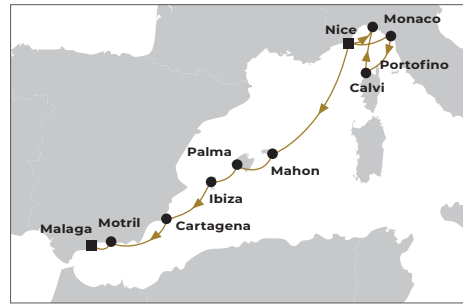 Monaco
Nice
Portofino
Calvi
Palma
Mahon
Ibiza
Motril
Cartagena
Malaga